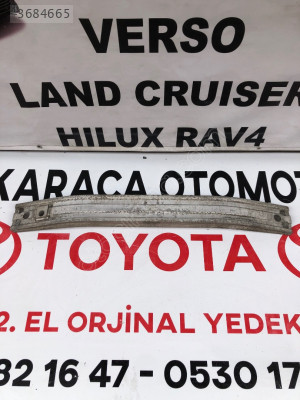 3684665
VERSO
LAND CRUISER
HILUX RAV4
KARACA OTOMOT
TOYOTA
2. EL ORJİNAL YEDEK
32 16 47 - 0530 17